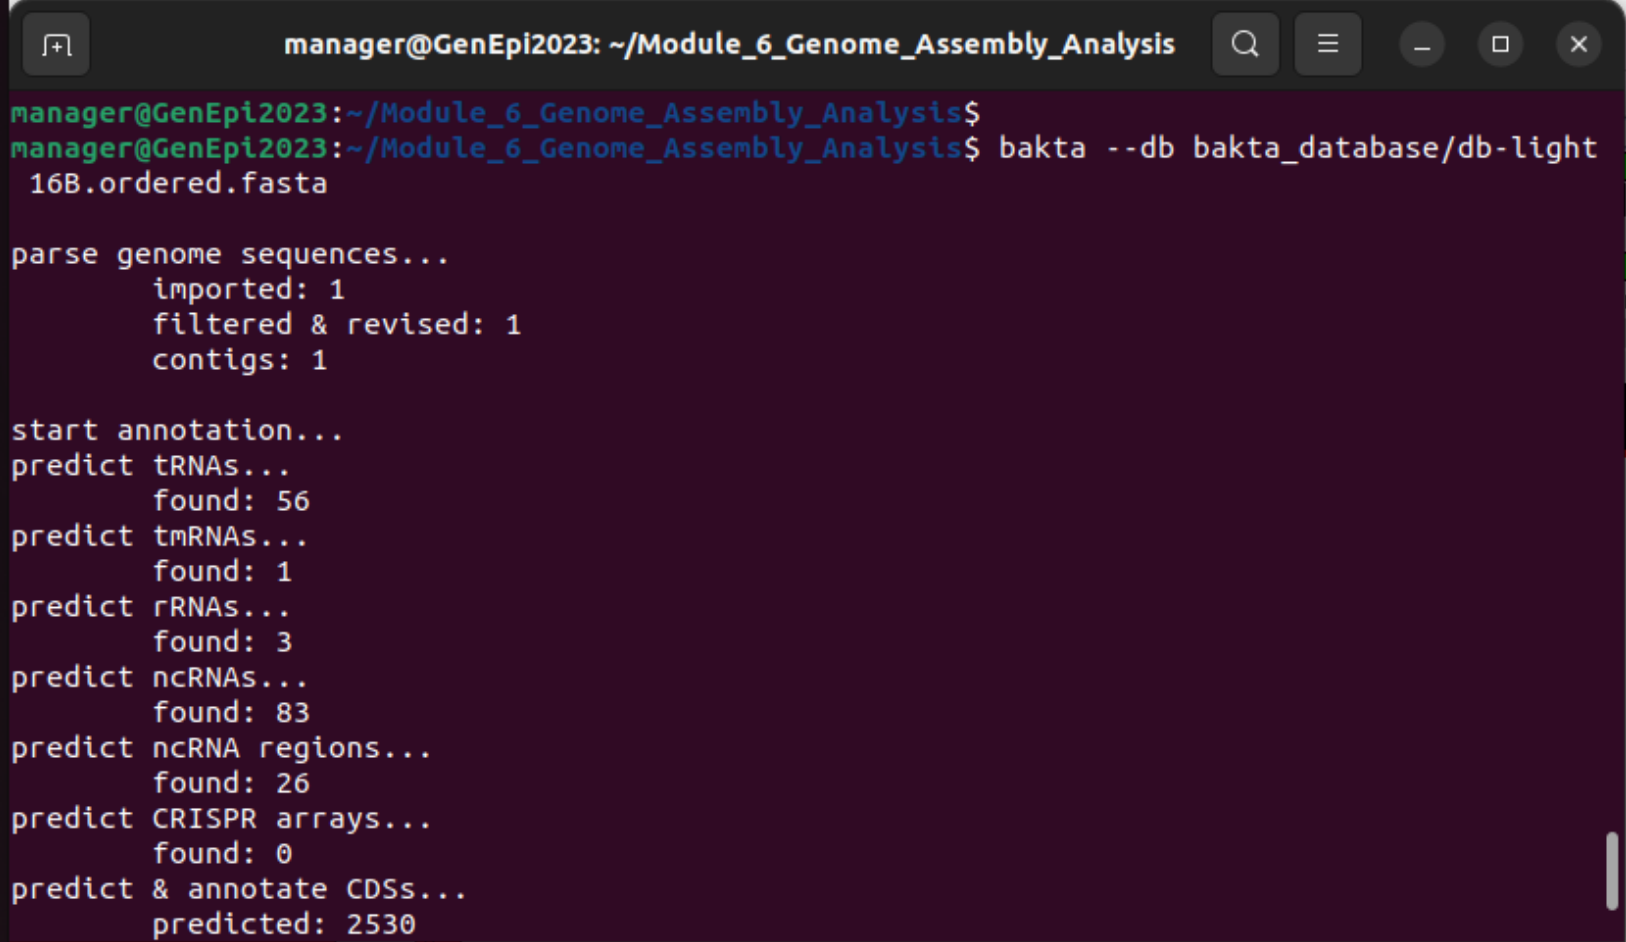 manager@GenEpi2023: ~/Module_6_Genome_Assembly_Analysis
manager@GenEpi2023:~/Module_6_Genome_Assembly_Analysis$
manager@GenEpi2023:~/Module_6_Genome_Assembly_Analysis$ bakta --db bakta_database/db-light
 16B.ordered.fasta
parse genome sequences...
        imported: 1
        filtered & revised: 1
        contigs: 1
start annotation...
predict tRNAs...
        found: 56
predict tmRNAs...
        found: 1
predict rRNAs...
        found: 3
predict ncRNAs...
        found: 83
predict ncRNA regions...
        found: 26
predict CRISPR arrays...
        found: 0
predict & annotate CDSs...
        predicted: 2530